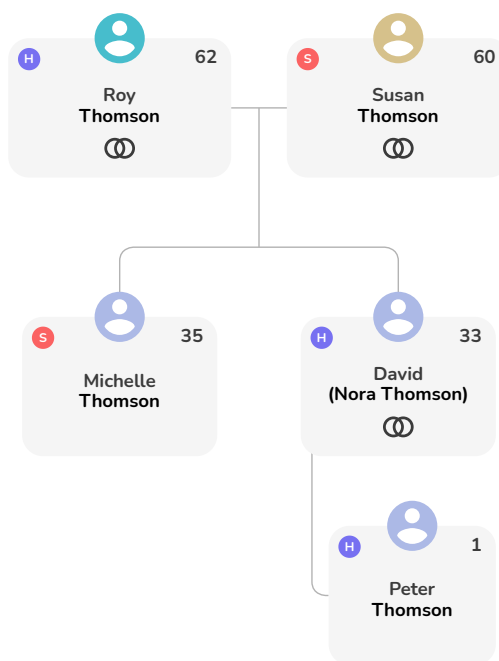 H 62
Roy
Thomson
S 60
Susan
Thomson
S 35
Michelle
Thomson
H 33
David
(Nora Thomson)
H 1
Peter
Thomson